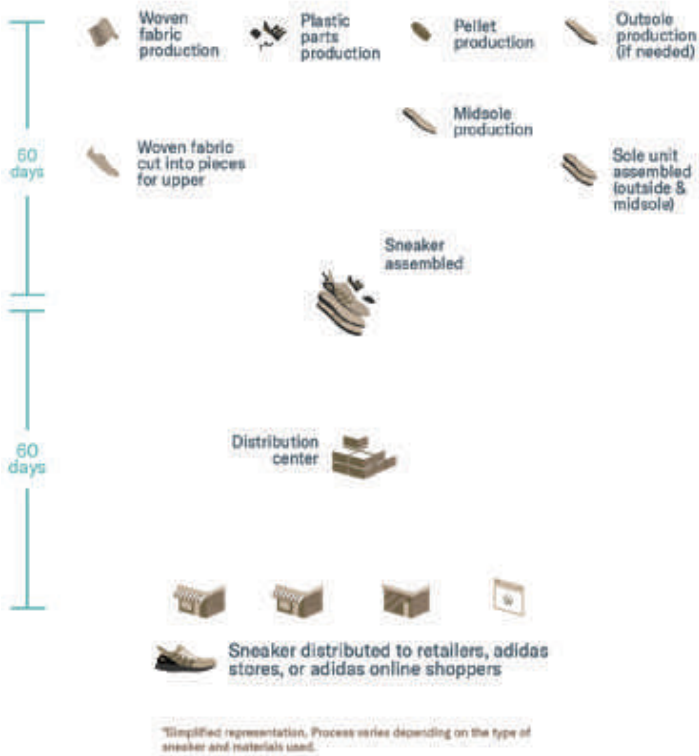 Woven
fabric
production
Plastic
parts
production
Pellet
production
Outsole
production
(if needed)
Midsole
production
60
days
Woven fabric
cut into pieces
for upper
Sole unit
assembled
(outside &
midsole)
Sneaker
assembled
60
days
Distribution
center
Sneaker distributed to retailers, adidas
stores, or adidas online shoppers
*Simplified representation. Process varies depending on the type of
sneaker and materials used.